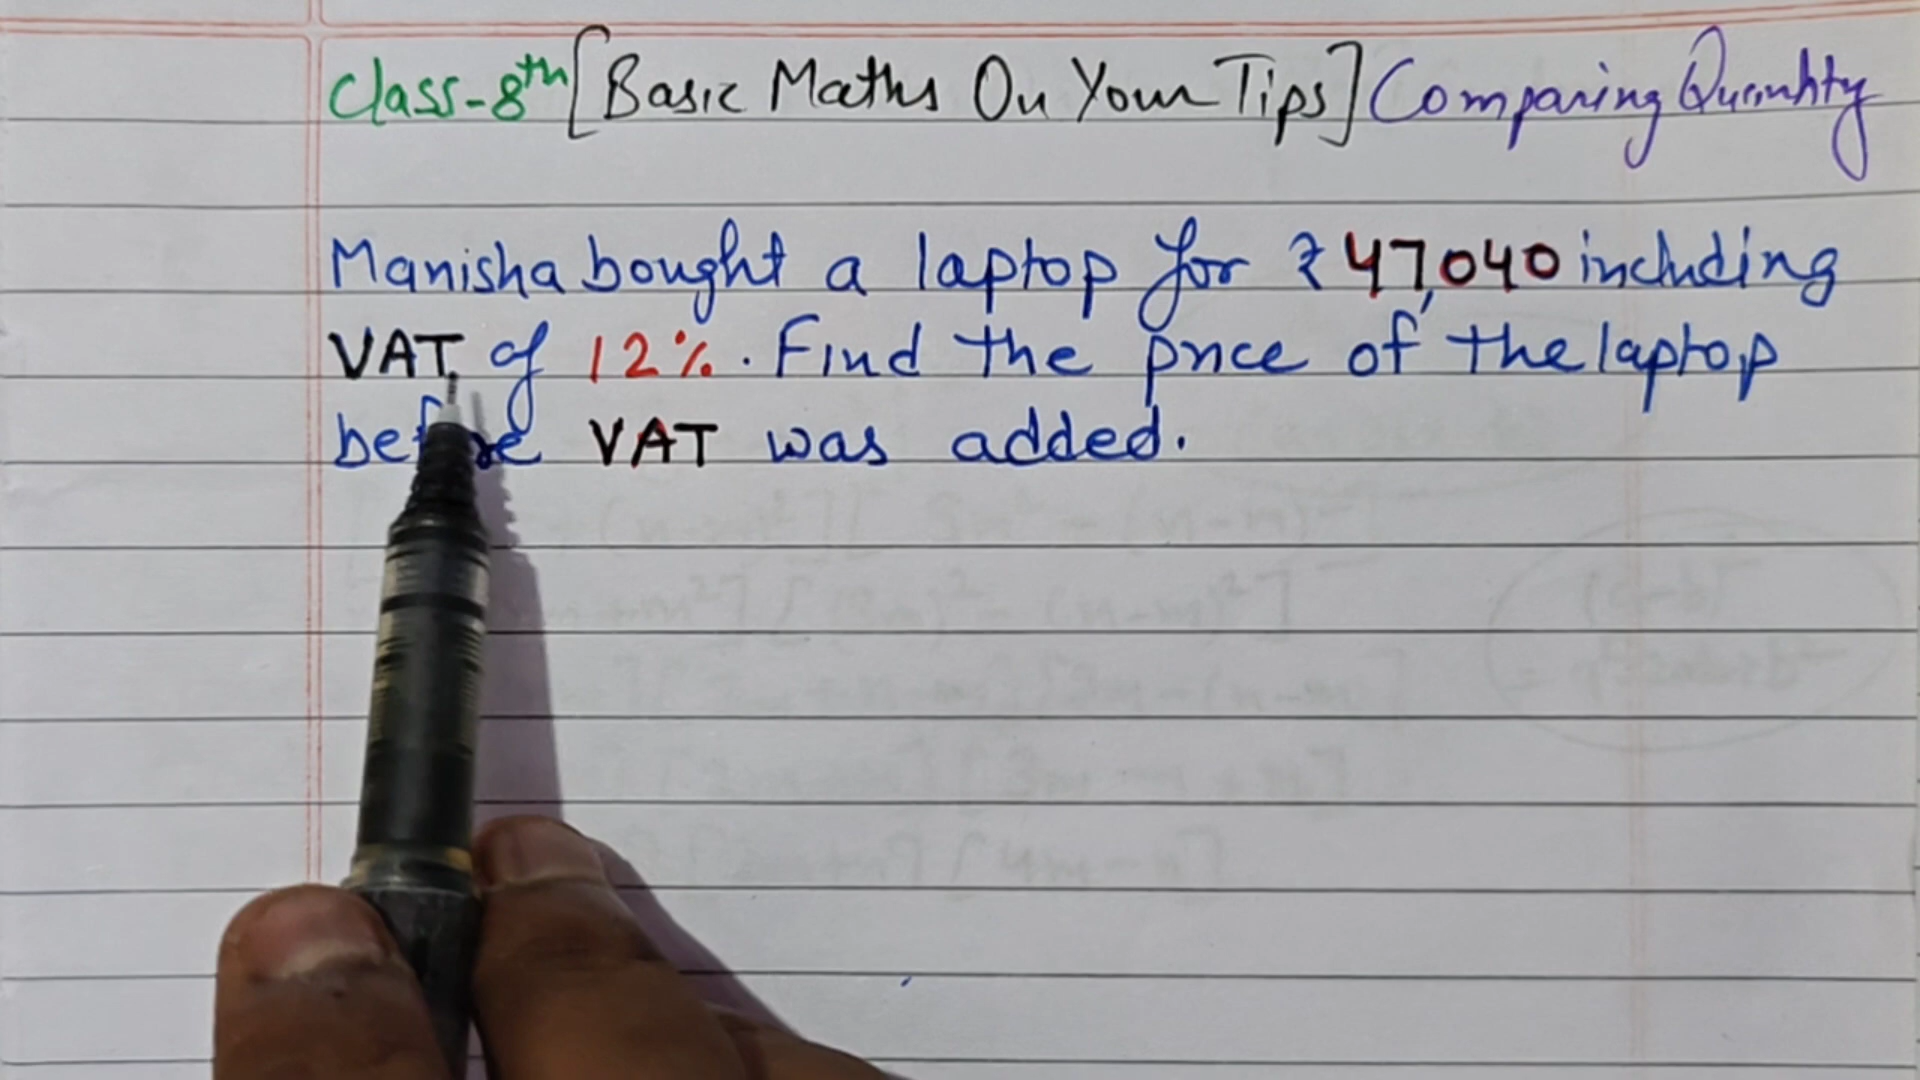 Class-8th [Basic Maths On Your Tips] Comparing Quantity
Manisha bought a laptop for ₹ 47,040 including
VAT of 12%. Find the price of the laptop
before VAT was added.